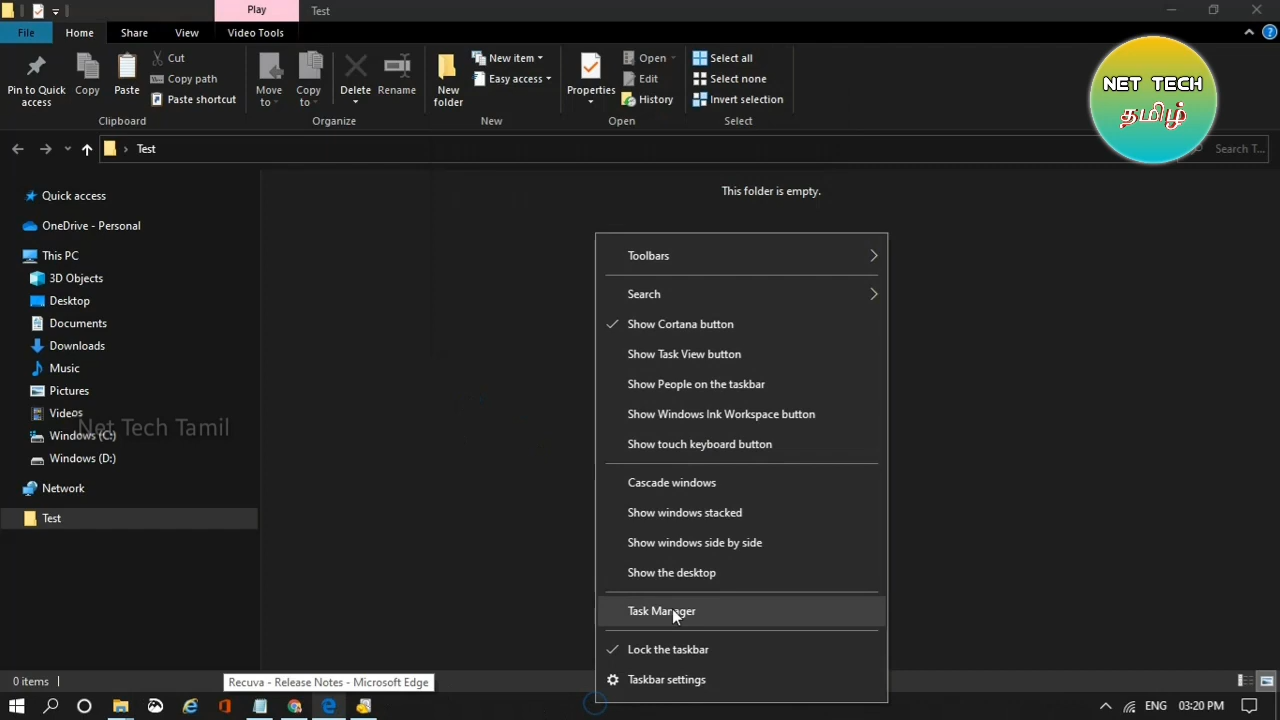 Play
Test
File
Home
Share
View
Video Tools
Pin to Quick access
Copy
Paste
Cut
Copy path
Paste shortcut
Clipboard
Move to
Copy to
Delete
Rename
Organize
New folder
New item
Easy access
New
Properties
Open
Edit
History
Open
Select all
Select none
Invert selection
Select
NET TECH
தமிழ்
Test
Search T...
Quick access
OneDrive - Personal
This PC
3D Objects
Desktop
Documents
Downloads
Music
Pictures
Videos
Windows (C:)
Windows (D:)
Network
Test
Net Tech Tamil
This folder is empty.
Toolbars
Search
Show Cortana button
Show Task View button
Show People on the taskbar
Show Windows Ink Workspace button
Show touch keyboard button
Cascade windows
Show windows stacked
Show windows side by side
Show the desktop
Task Manager
Lock the taskbar
Taskbar settings
0 items
Recuva - Release Notes - Microsoft Edge
ENG
03:20 PM